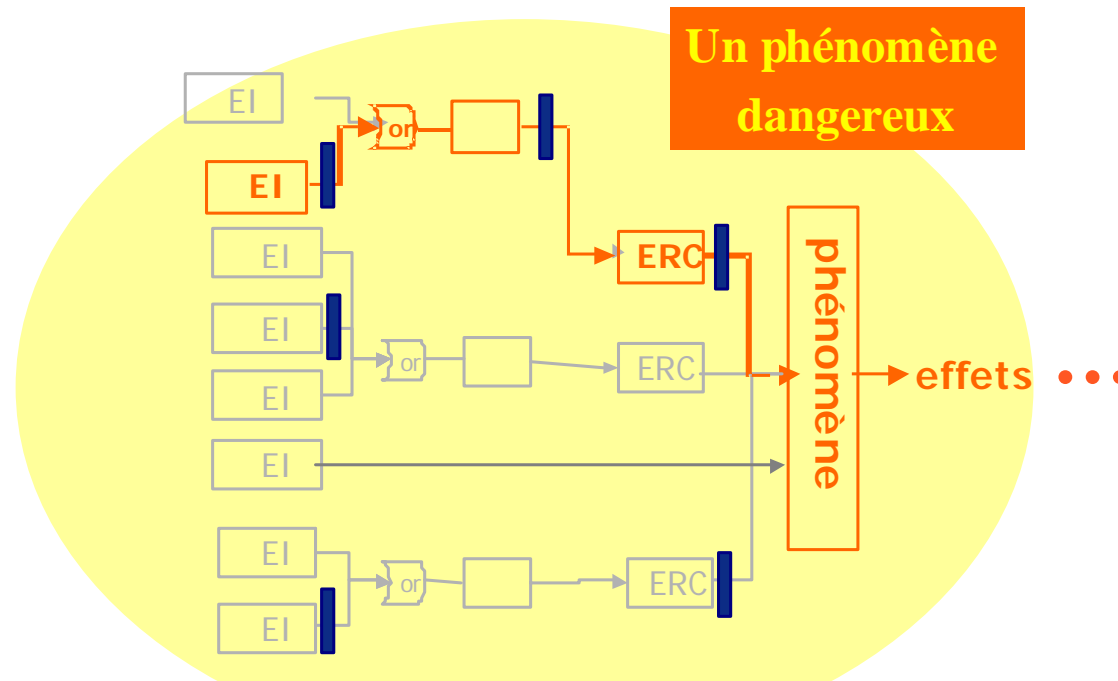 Un phénomène
dangereux
EI
or
EI
EI
ERC
EI
or
ERC
EI
EI
EI
or
ERC
EI
phénomène
effets